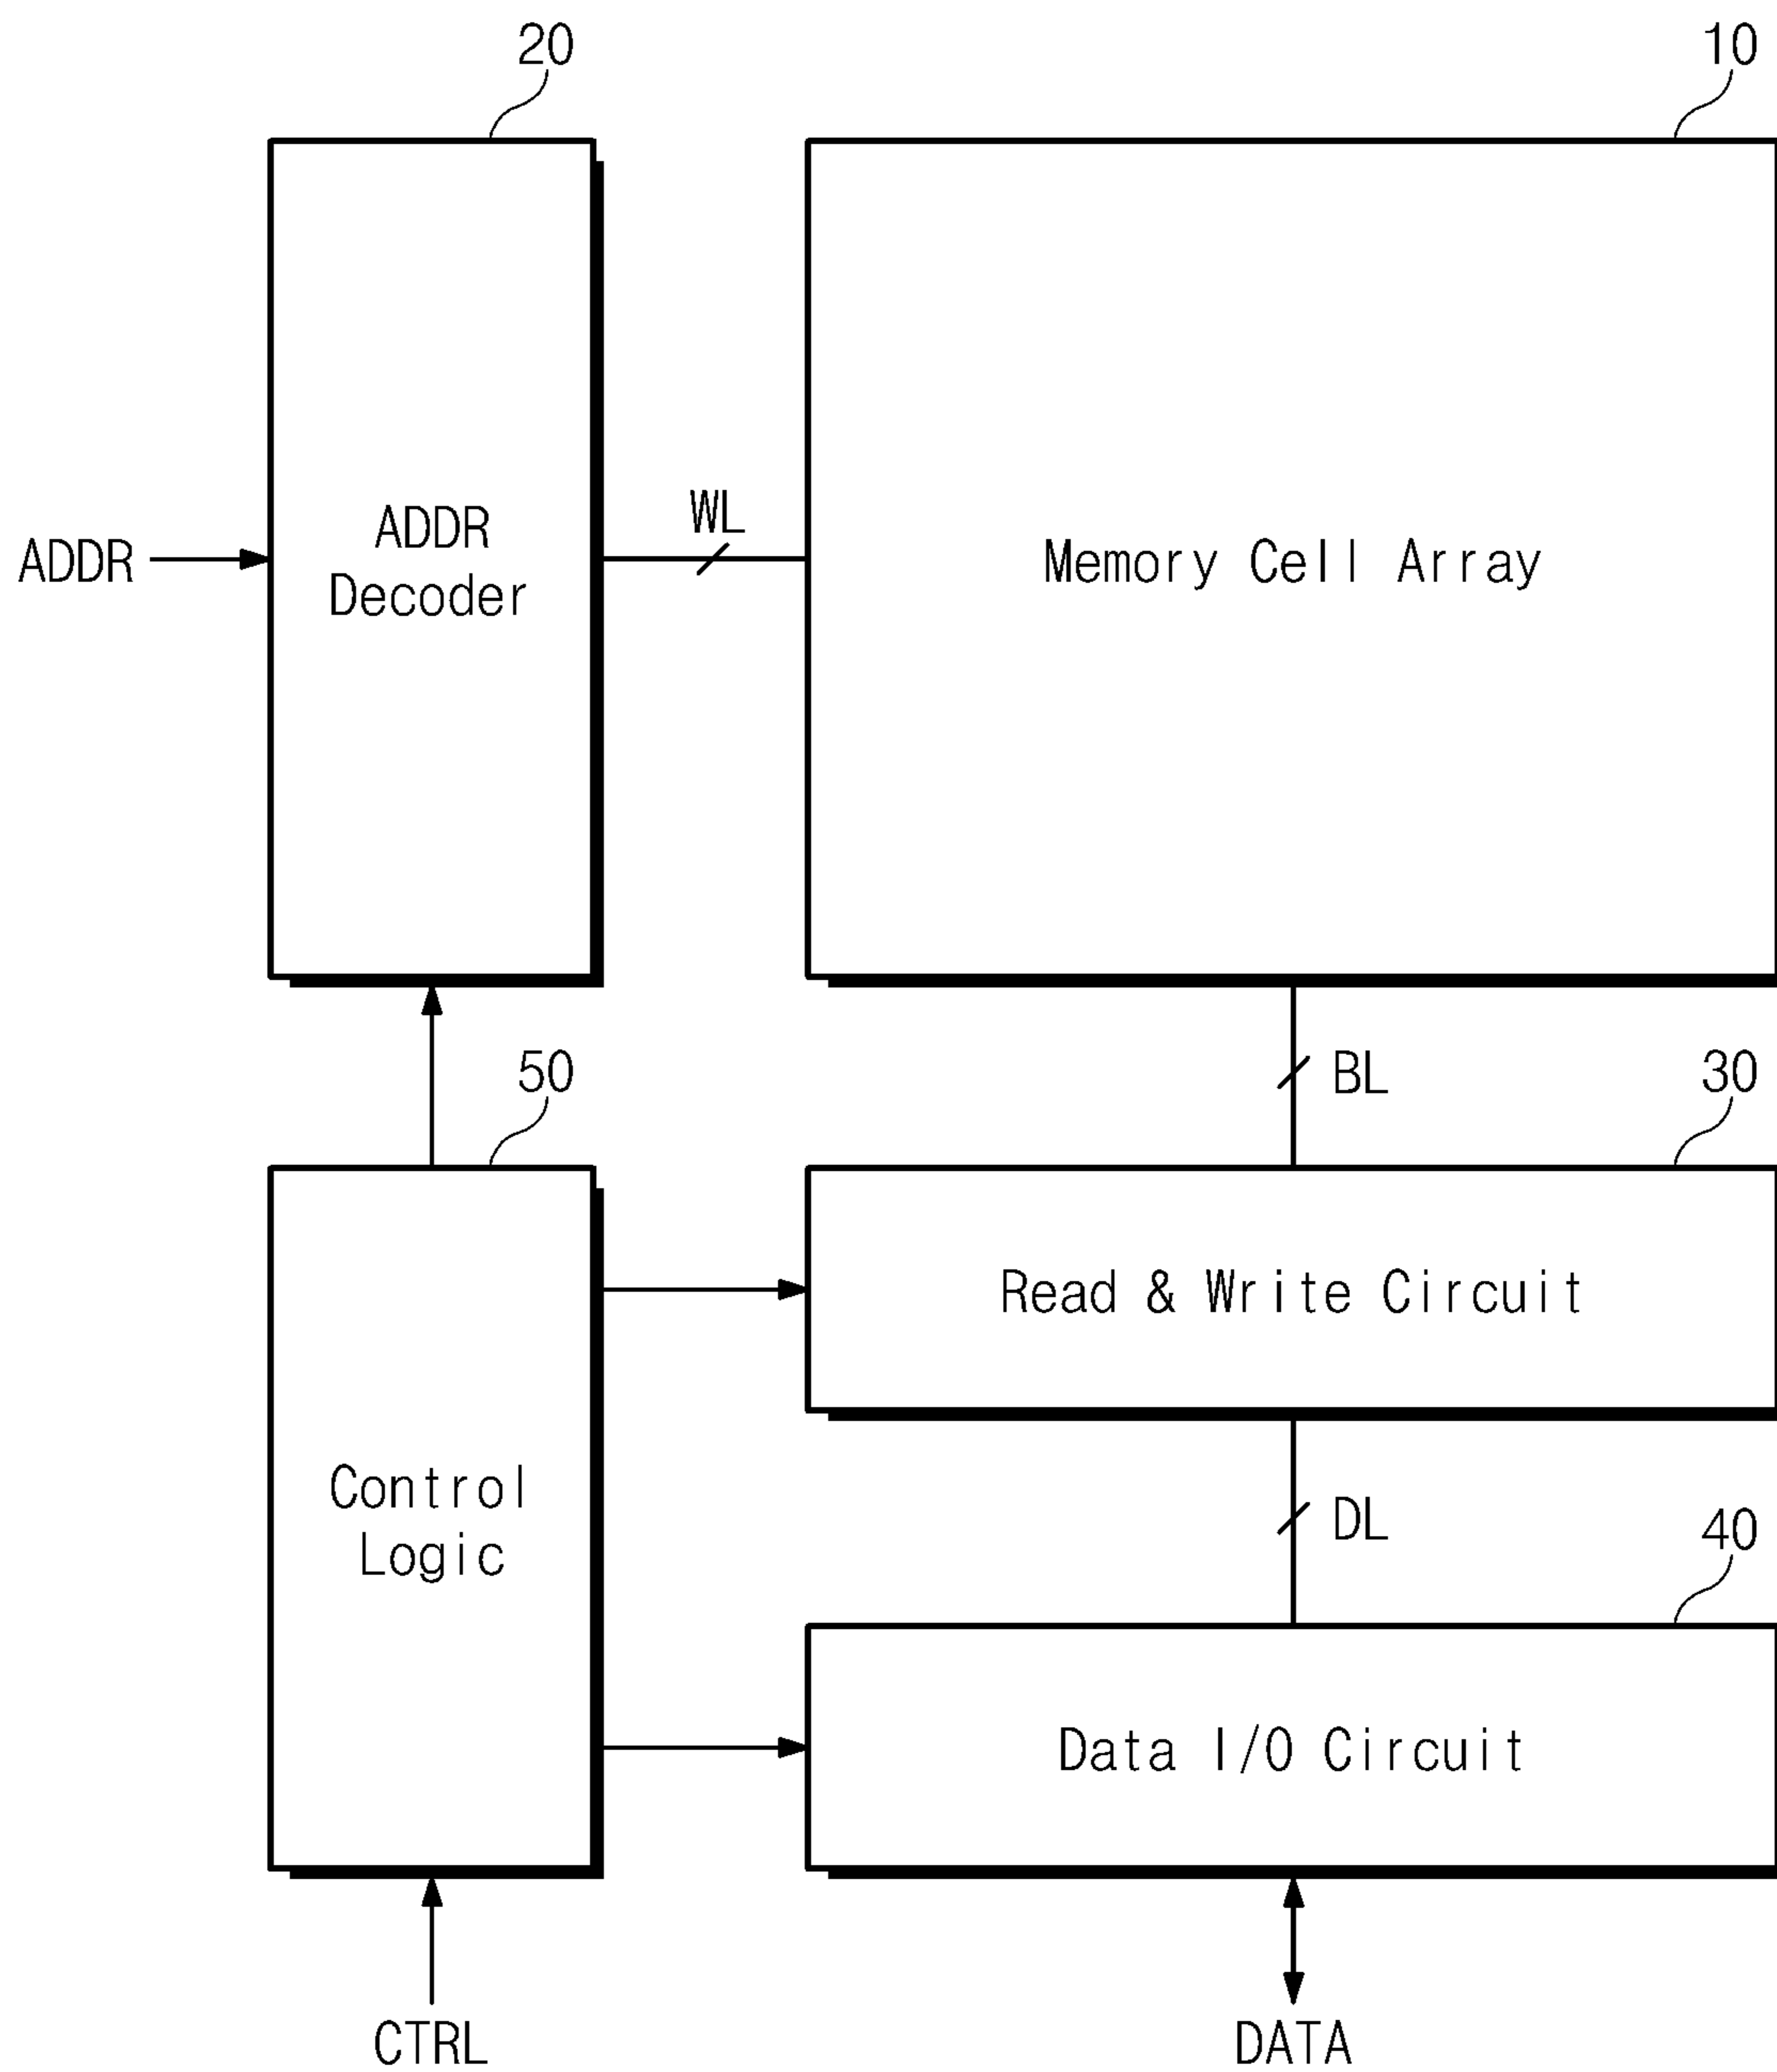 20
10
ADDR
ADDR
Decoder
WL
Memory Cell Array
50
BL
30
Read & Write Circuit
Control
Logic
DL
40
Data I/O Circuit
CTRL
DATA